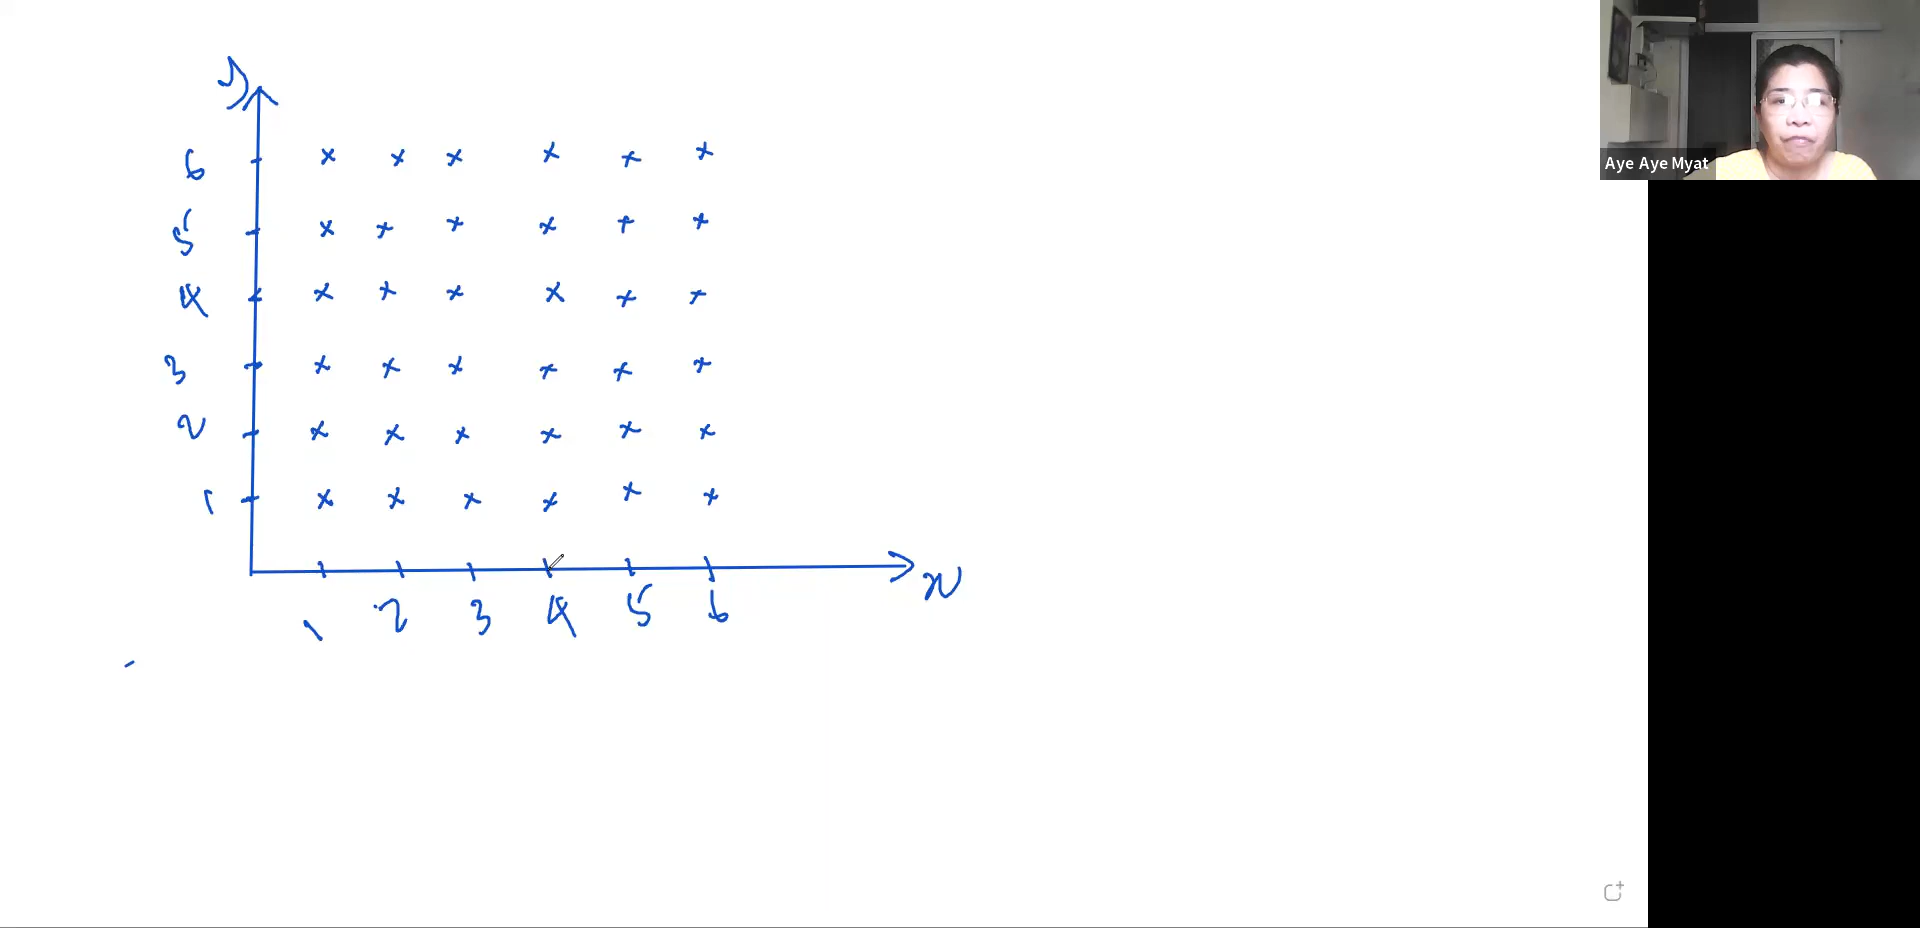 y
Aye Aye Myat
6 x x x x x x
5 x x x x x x
4 x x x x x x
3 x x x x x x
2 x x x x x x
1 x x x x x x
x
1 2 3 4 5 6